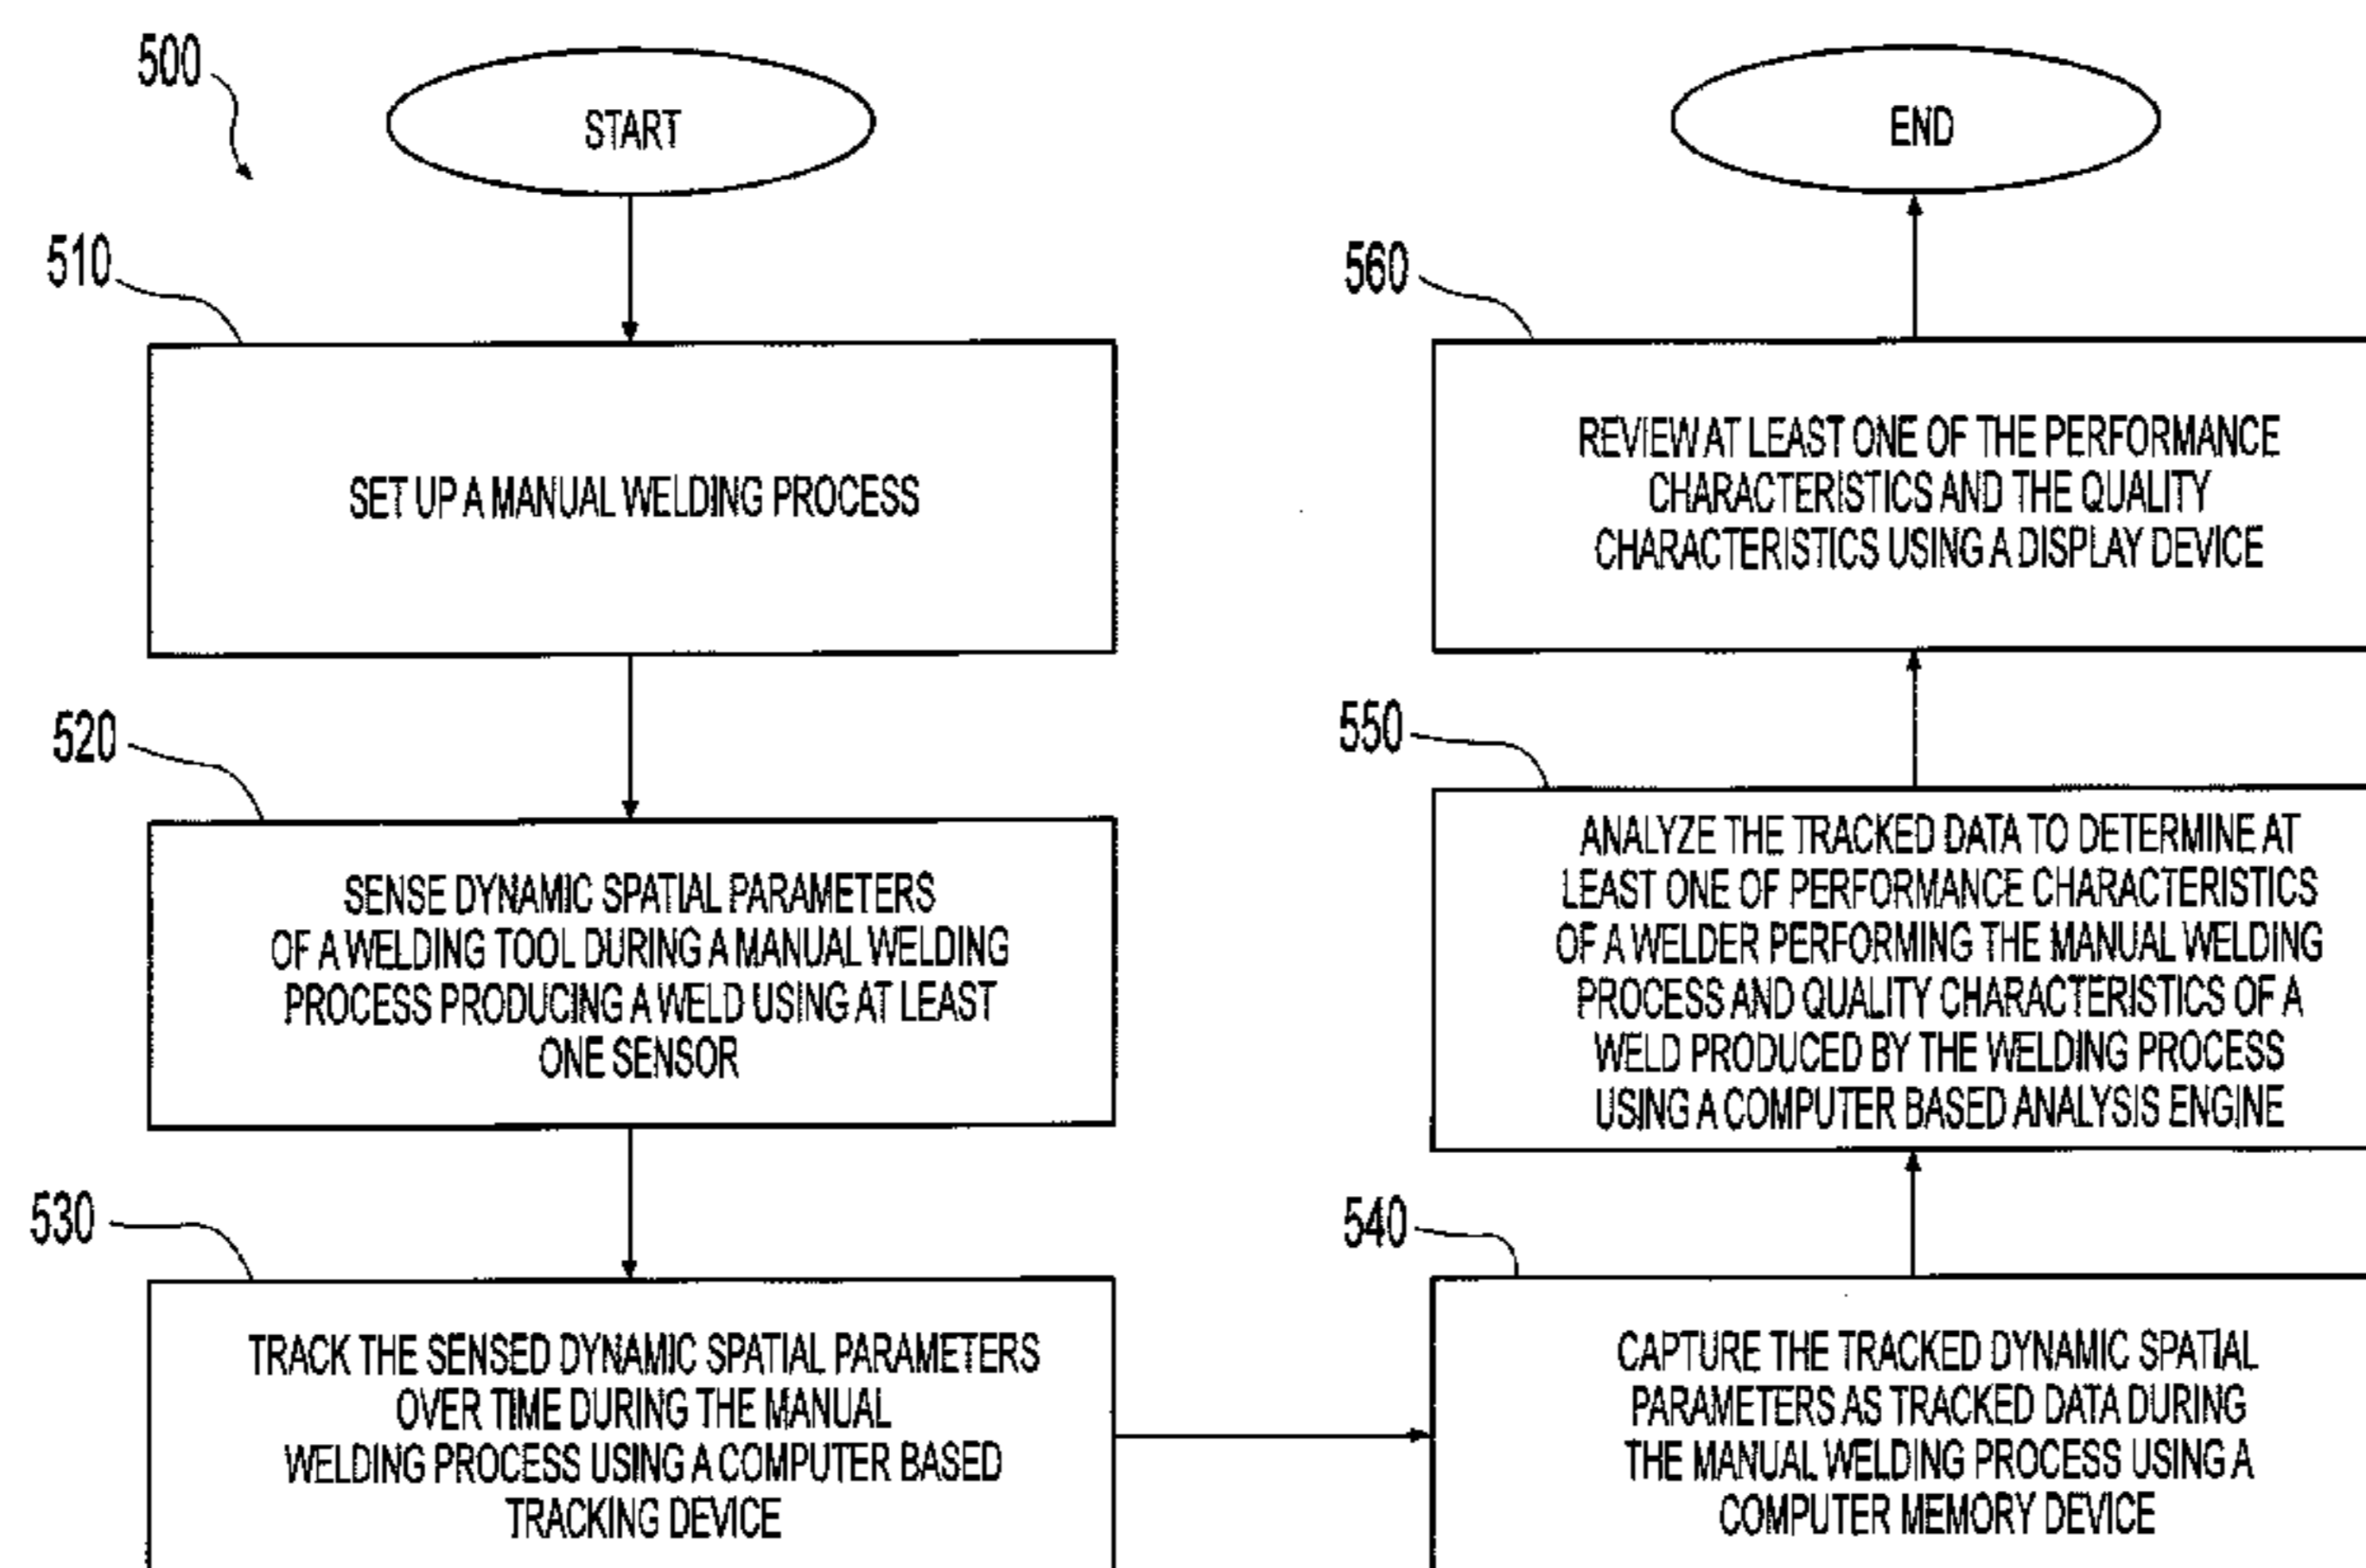 500
START
510
SET UP A MANUAL WELDING PROCESS
520
SENSE DYNAMIC SPATIAL PARAMETERS
OF A WELDING TOOL DURING A MANUAL WELDING
PROCESS PRODUCING A WELD USING AT LEAST
ONE SENSOR
530
TRACK THE SENSED DYNAMIC SPATIAL PARAMETERS
OVER TIME DURING THE MANUAL
WELDING PROCESS USING A COMPUTER BASED
TRACKING DEVICE
540
CAPTURE THE TRACKED DYNAMIC SPATIAL
PARAMETERS AS TRACKED DATA DURING
THE MANUAL WELDING PROCESS USING A
COMPUTER MEMORY DEVICE
550
ANALYZE THE TRACKED DATA TO DETERMINE AT
LEAST ONE OF PERFORMANCE CHARACTERISTICS
OF A WELDER PERFORMING THE MANUAL WELDING
PROCESS AND QUALITY CHARACTERISTICS OF A
WELD PRODUCED BY THE WELDING PROCESS
USING A COMPUTER BASED ANALYSIS ENGINE
560
REVIEW AT LEAST ONE OF THE PERFORMANCE
CHARACTERISTICS AND THE QUALITY
CHARACTERISTICS USING A DISPLAY DEVICE
END